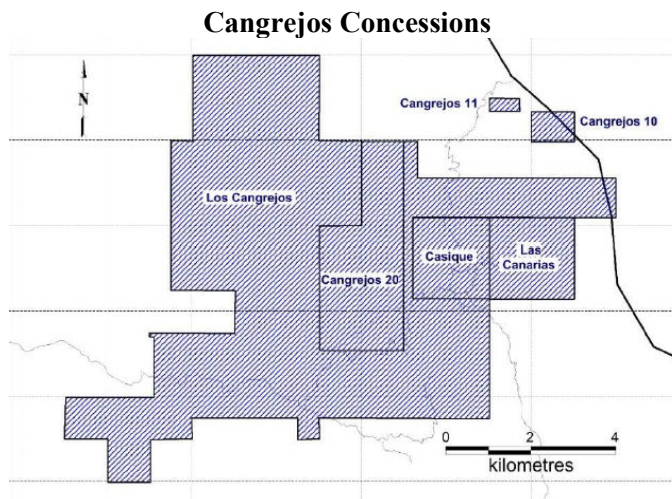 Cangrejos Concessions
N
Cangrejos 11
Cangrejos 10
Los Cangrejos
Casique
Las
Canarias
Cangrejos 20
0 2 4
kilometres